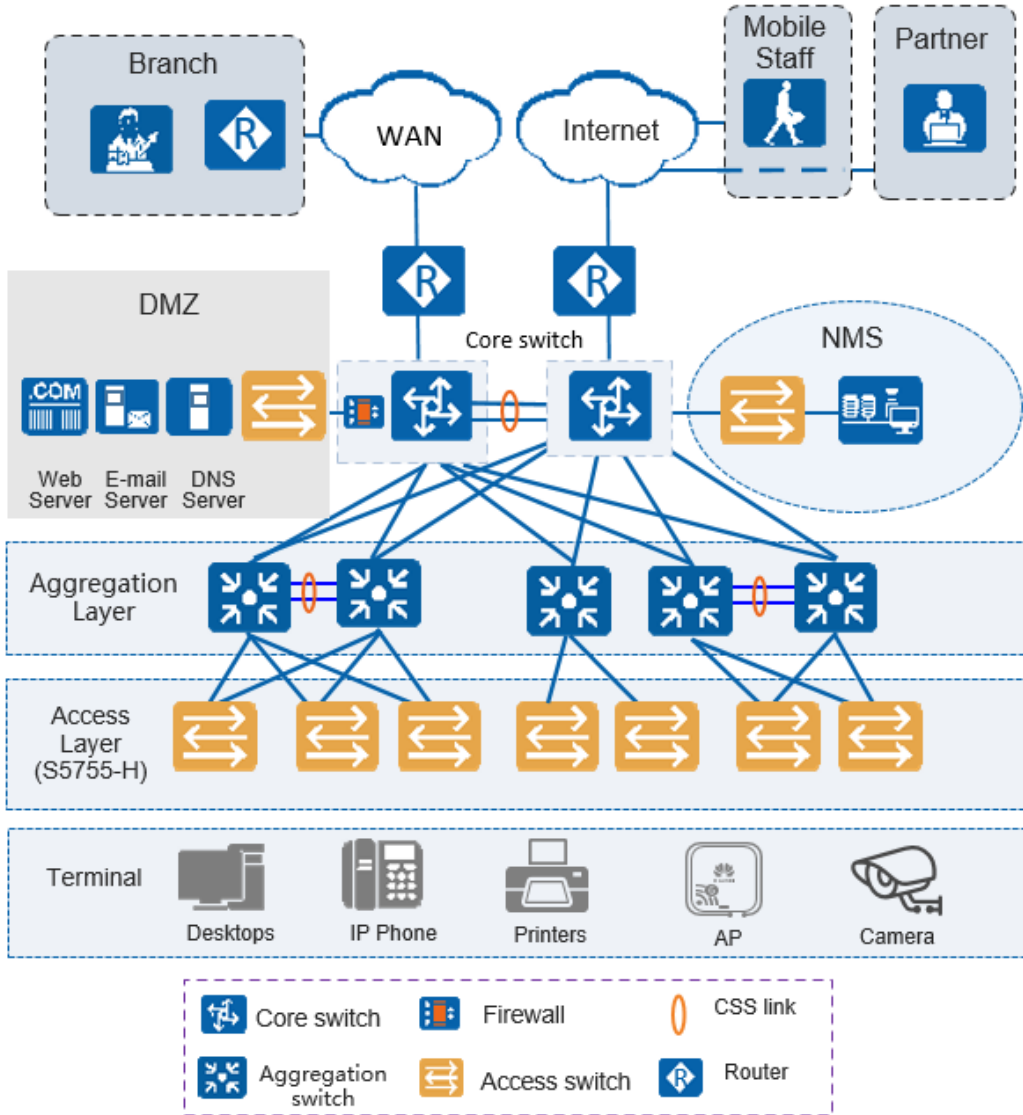 Branch
WAN
Internet
Mobile
Staff
Partner
R
R
R
DMZ
Core switch
NMS
.COM
Web
Server
E-mail
Server
DNS
Server
Aggregation
Layer
Access
Layer
(S5755-H)
Terminal
Desktops
IP Phone
Printers
AP
Camera
Core switch
Firewall
CSS link
Aggregation
switch
Access switch
R
Router